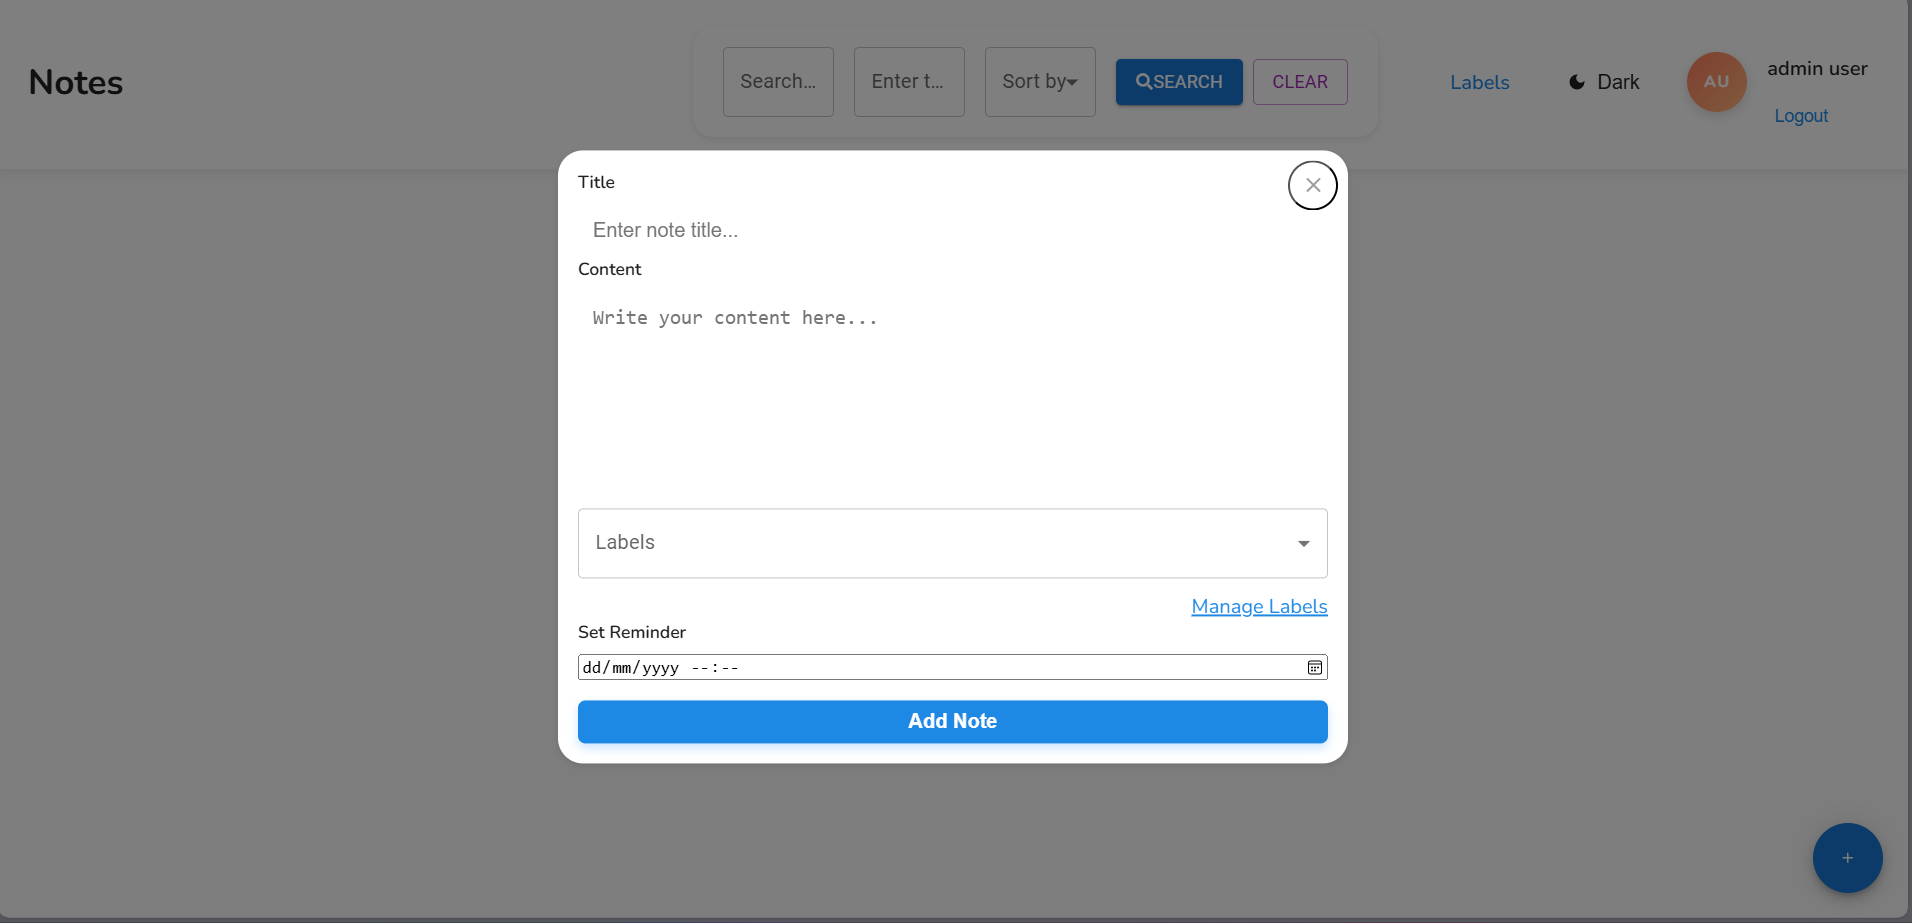 Notes
Search...
Enter t...
Sort by
SEARCH
CLEAR
Labels
Dark
AU
admin user
Logout
Title
Enter note title...
Content
Write your content here...
Labels
Manage Labels
Set Reminder
dd/mm/yyyy --:--
Add Note
+